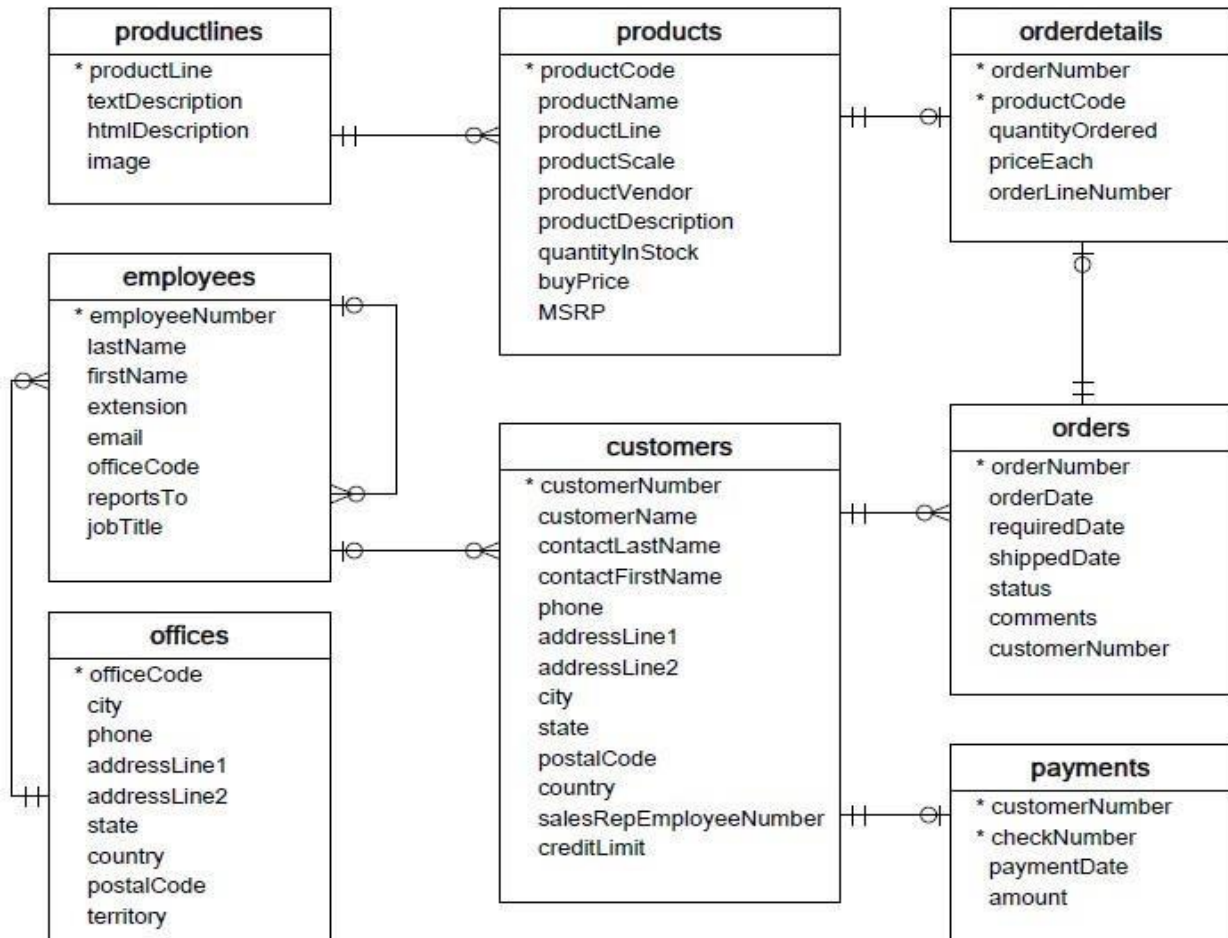 productlines
* productLine
textDescription
htmlDescription
image
products
* productCode
productName
productLine
productScale
productVendor
productDescription
quantityInStock
buyPrice
MSRP
orderdetails
* orderNumber
* productCode
quantityOrdered
priceEach
orderLineNumber
employees
* employeeNumber
lastName
firstName
extension
email
officeCode
reportsTo
jobTitle
customers
* customerNumber
customerName
contactLastName
contactFirstName
phone
addressLine1
addressLine2
city
state
postalCode
country
salesRepEmployeeNumber
creditLimit
orders
* orderNumber
orderDate
requiredDate
shippedDate
status
comments
customerNumber
offices
* officeCode
city
phone
addressLine1
addressLine2
state
country
postalCode
territory
payments
* customerNumber
* checkNumber
paymentDate
amount